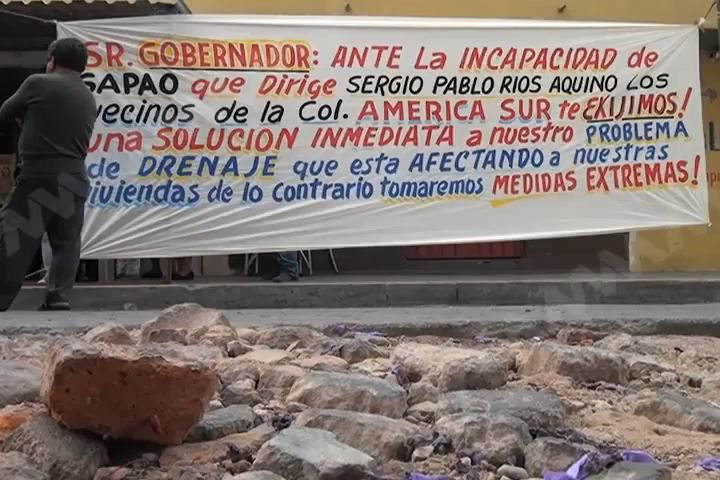 SR. GOBERNADOR: ANTE La INCAPACIDAD de
SAPAO que DIRIGE SERGIO PABLO RIOS AQUINO LOS
vecinos de la Col. AMERICA SUR te EXIJIMOS!
una SOLUCION INMEDIATA a nuestro PROBLEMA
de DRENAJE que esta AFECTANDO a nuestras
viviendas de lo contrario tomaremos MEDIDAS EXTREMAS!